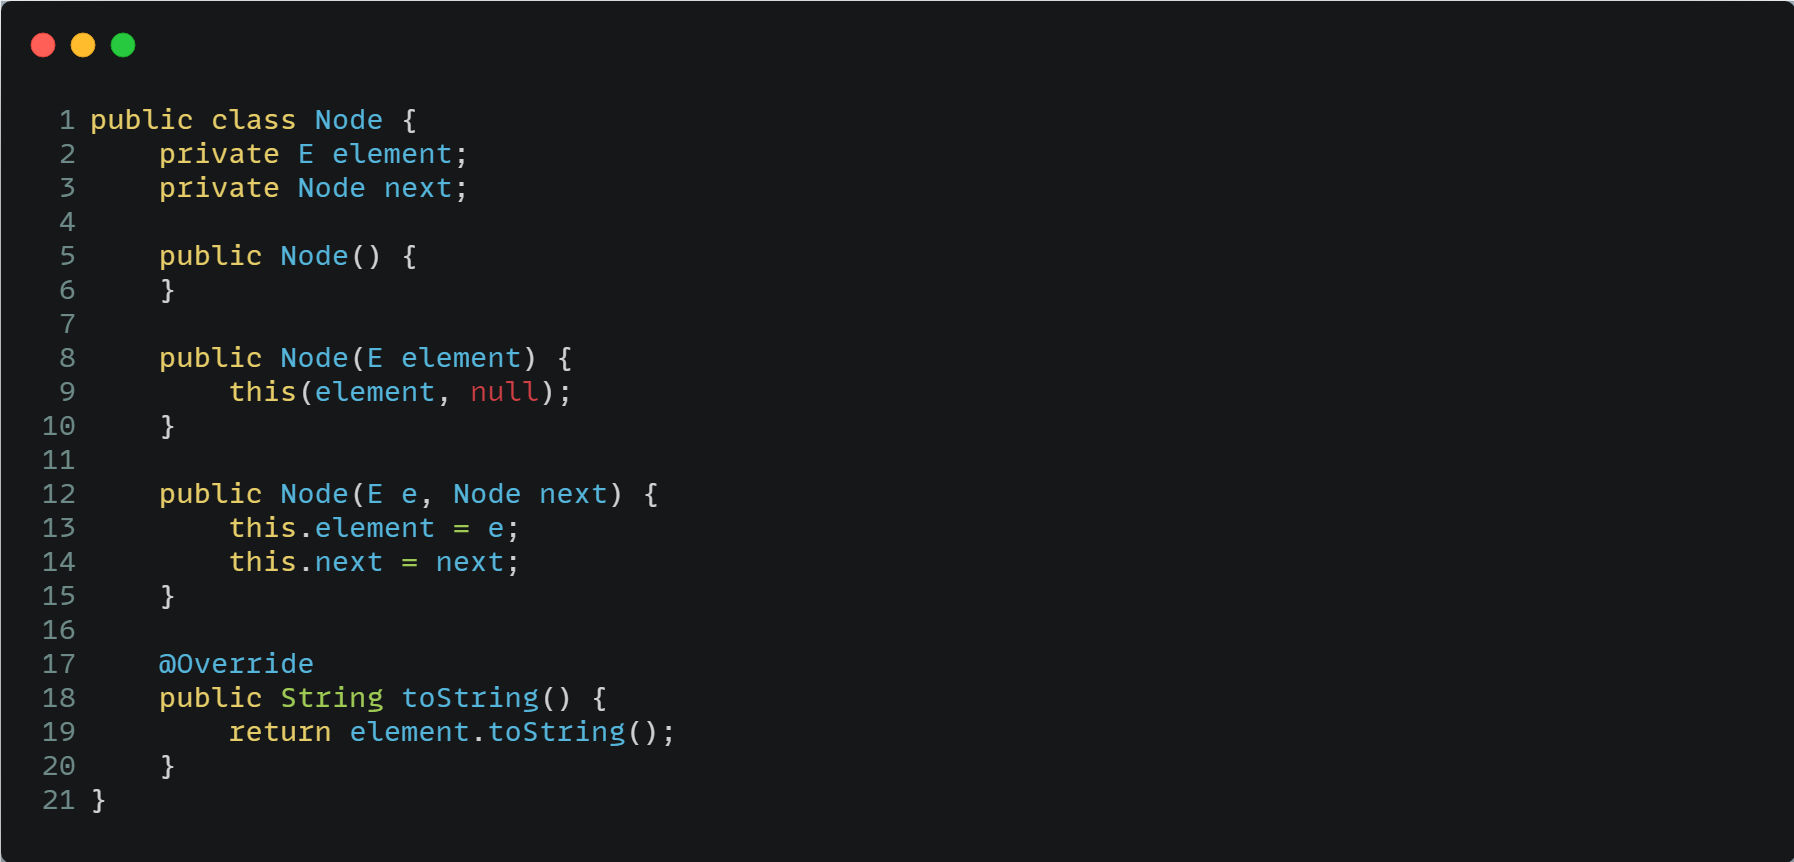 1 public class Node {
2     private E element;
3     private Node next;
4
5     public Node() {
6     }
7
8     public Node(E element) {
9         this(element, null);
10     }
11
12     public Node(E e, Node next) {
13         this.element = e;
14         this.next = next;
15     }
16
17     @Override
18     public String toString() {
19         return element.toString();
20     }
21 }